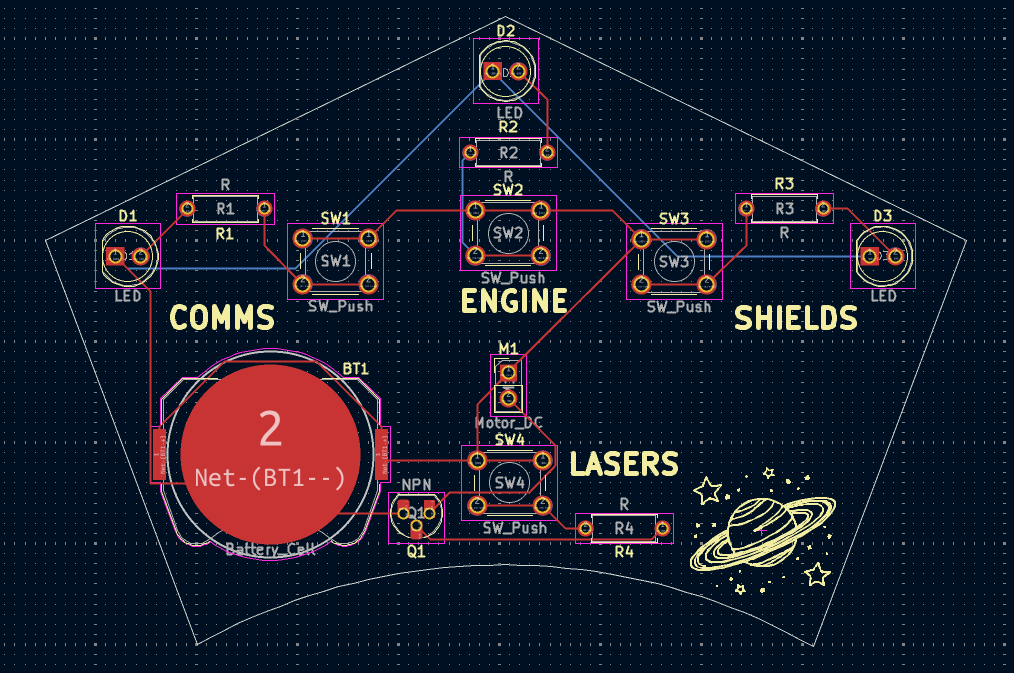 D2
D2
LED
R2
R2
R
SW2
R
R1
R1
R3
R3
R
D1
LED
SW1
SW1
SW_Push
SW2
SW_Push
SW3
SW3
SW_Push
D3
LED
COMMS
ENGINE
SHIELDS
M1
Motor_DC
BT1
2
Net-(BT1--)
Battery_Cell
SW4
SW4
SW_Push
LASERS
NPN
Q1
Q1
R
R4
R4